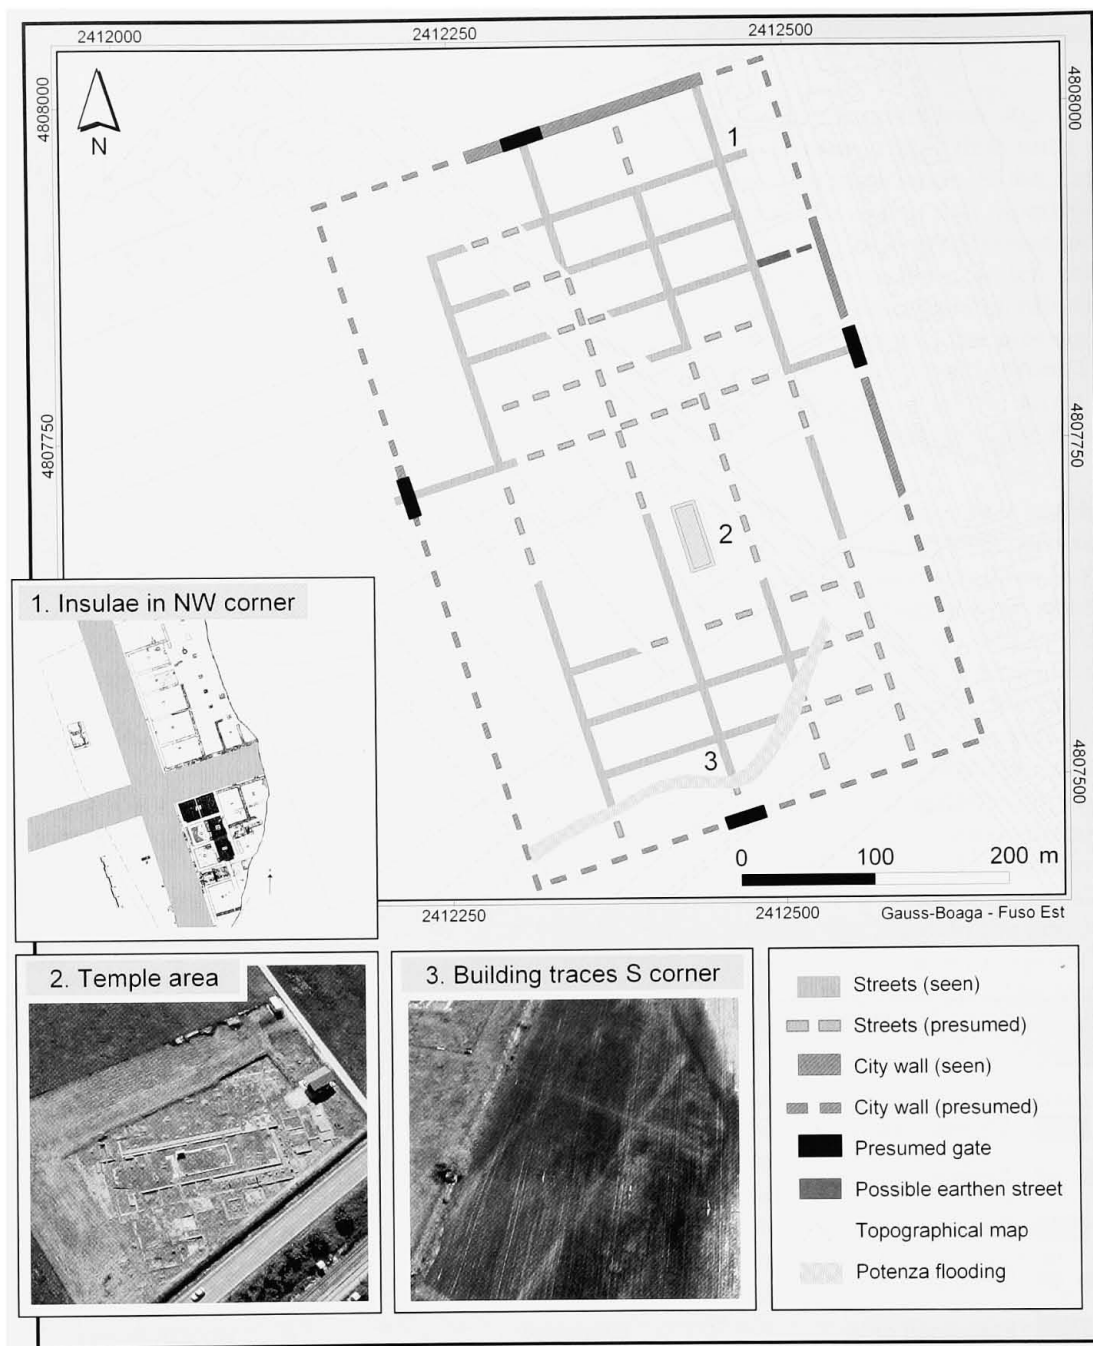 2412000
2412250
2412500
4808000
4808000
N
1
4807750
4807750
2
1. Insulae in NW corner
3
4807500
0
100
200 m
2412250
2412500
Gauss-Boaga - Fuso Est
2. Temple area
3. Building traces S corner
Streets (seen)
Streets (presumed)
City wall (seen)
City wall (presumed)
Presumed gate
Possible earthen street
Topographical map
Potenza flooding